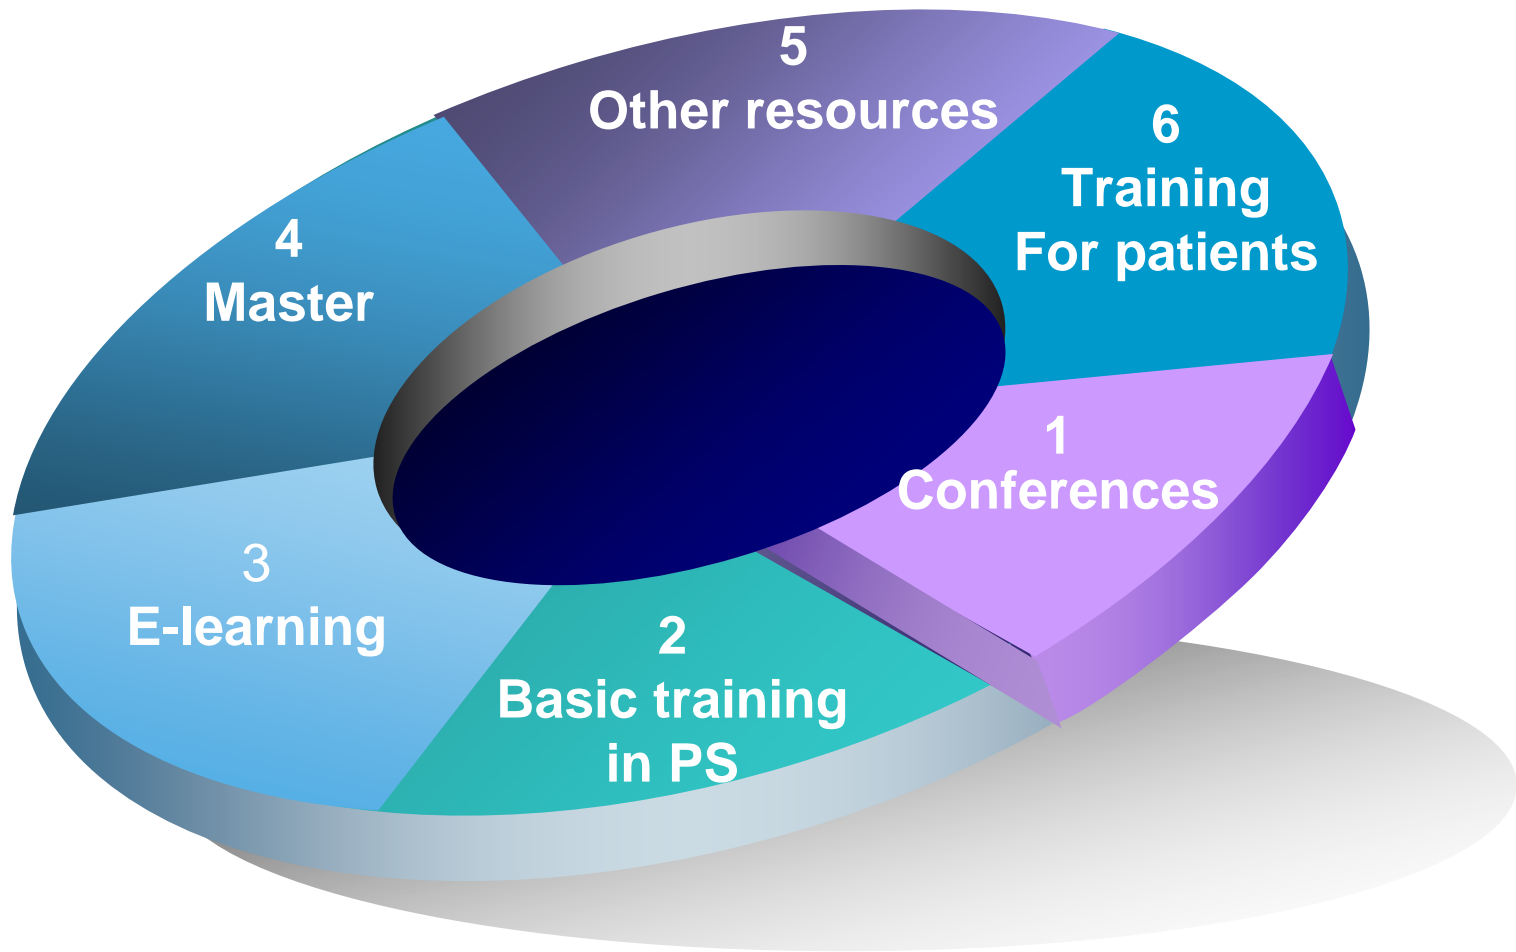 5
Other resources
6
Training
For patients
4
Master
1
Conferences
3
E-learning
2
Basic training
in PS